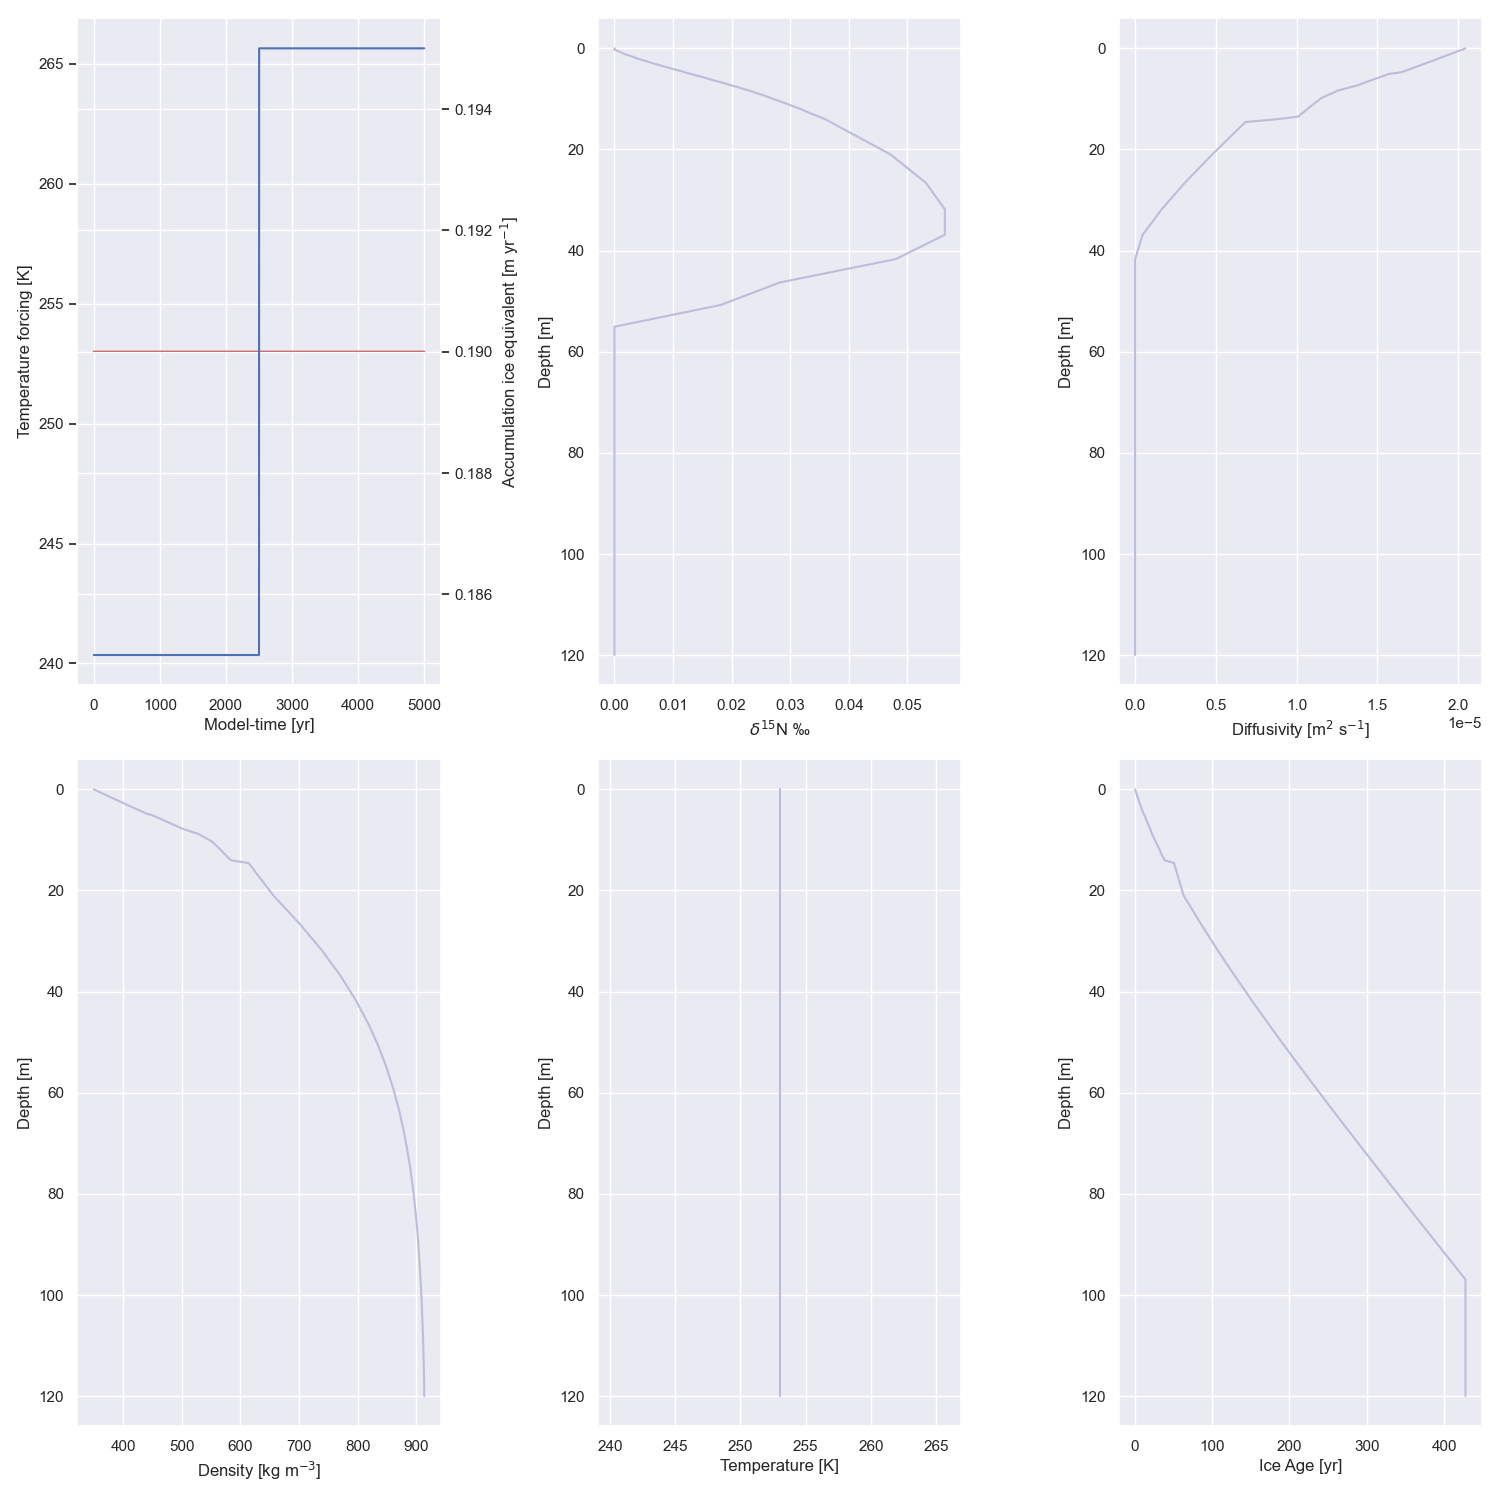 265
260
255
250
245
240
Temperature forcing [K]
0 1000 2000 3000 4000 5000
Model-time [yr]
0.194
0.192
0.190
0.188
0.186
Accumulation ice equivalent [m yr⁻¹]
0
20
40
60
80
100
120
Depth [m]
0.00 0.01 0.02 0.03 0.04 0.05
δ¹⁵N ‰
0
20
40
60
80
100
120
Depth [m]
0.0 0.5 1.0 1.5 2.0
1e−5
Diffusivity [m² s⁻¹]
0
20
40
60
80
100
120
Depth [m]
400 500 600 700 800 900
Density [kg m⁻³]
0
20
40
60
80
100
120
Depth [m]
240 245 250 255 260 265
Temperature [K]
0
20
40
60
80
100
120
Depth [m]
0 100 200 300 400
Ice Age [yr]